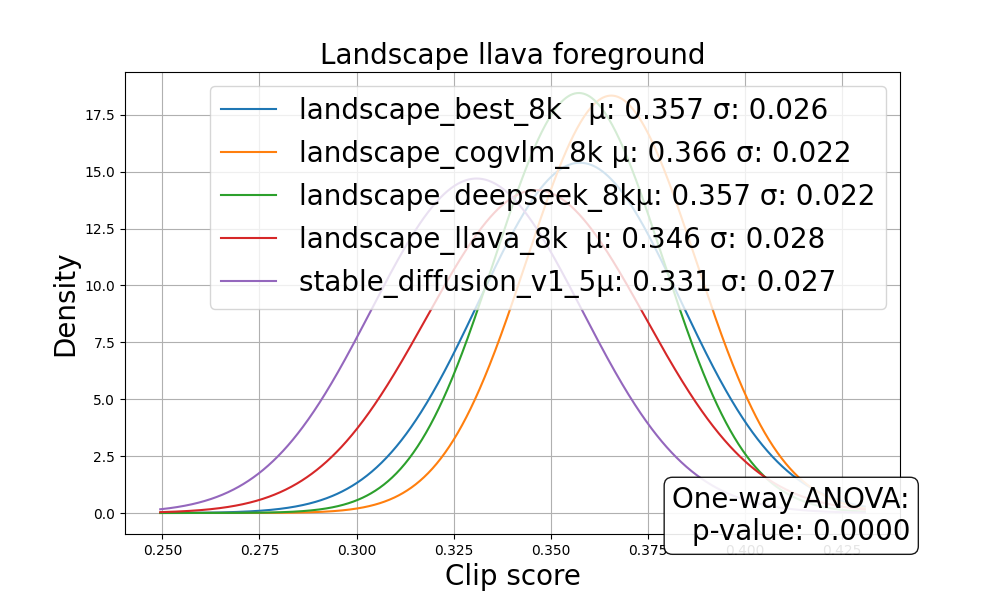 Landscape llava foreground
landscape_best_8k μ: 0.357 σ: 0.026
landscape_cogvlm_8k μ: 0.366 σ: 0.022
landscape_deepseek_8kμ: 0.357 σ: 0.022
landscape_llava_8k μ: 0.346 σ: 0.028
stable_diffusion_v1_5μ: 0.331 σ: 0.027
17.5
15.0
12.5
10.0
7.5
5.0
2.5
0.0
Density
One-way ANOVA:
p-value: 0.0000
0.250 0.275 0.300 0.325 0.350 0.375 0.400 0.425
Clip score